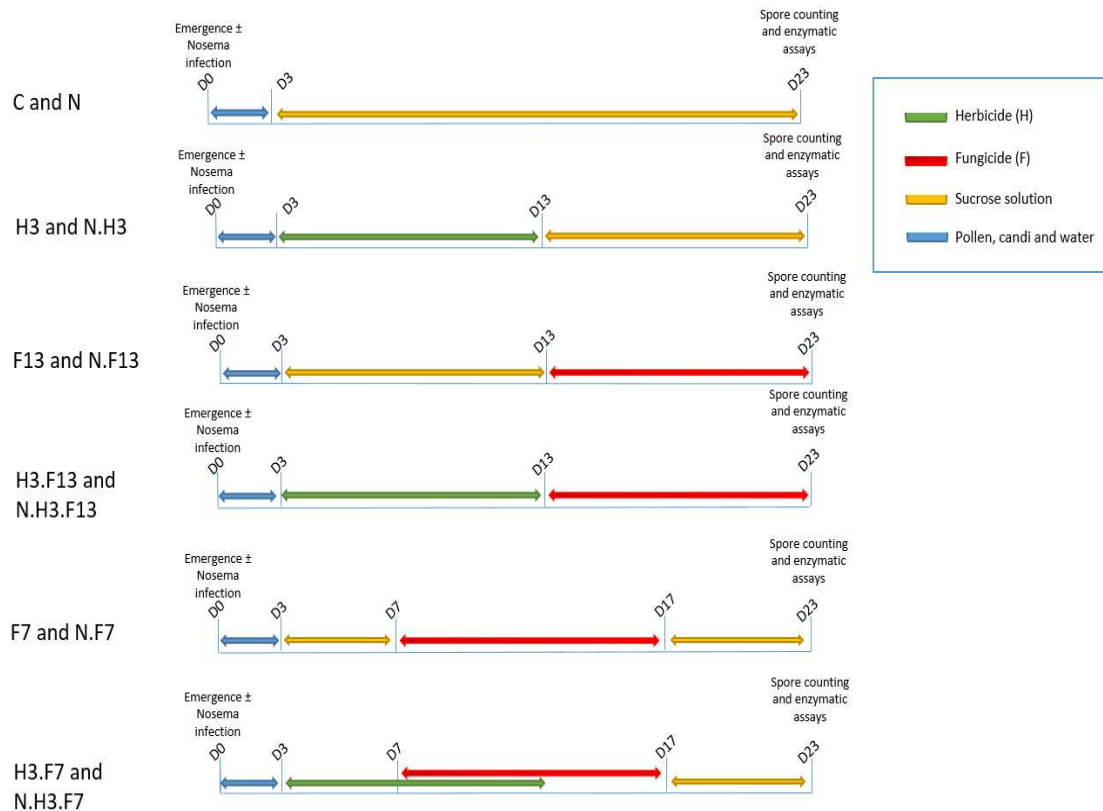 Emergence ±
Nosema
infection
Spore counting
and enzymatic
assays
D0
D3
D23
C and N
Herbicide (H)
Fungicide (F)
Sucrose solution
Pollen, candi and water
Emergence ±
Nosema
infection
Spore counting
and enzymatic
assays
D0
D3
D13
D23
H3 and N.H3
Emergence ±
Nosema
infection
Spore counting
and enzymatic
assays
D0
D3
D13
D23
F13 and N.F13
Emergence ±
Nosema
infection
Spore counting
and enzymatic
assays
D0
D3
D13
D23
H3.F13 and
N.H3.F13
Emergence ±
Nosema
infection
Spore counting
and enzymatic
assays
D0
D3
D7
D17
D23
F7 and N.F7
Emergence ±
Nosema
infection
Spore counting
and enzymatic
assays
D0
D3
D7
D17
D23
H3.F7 and
N.H3.F7